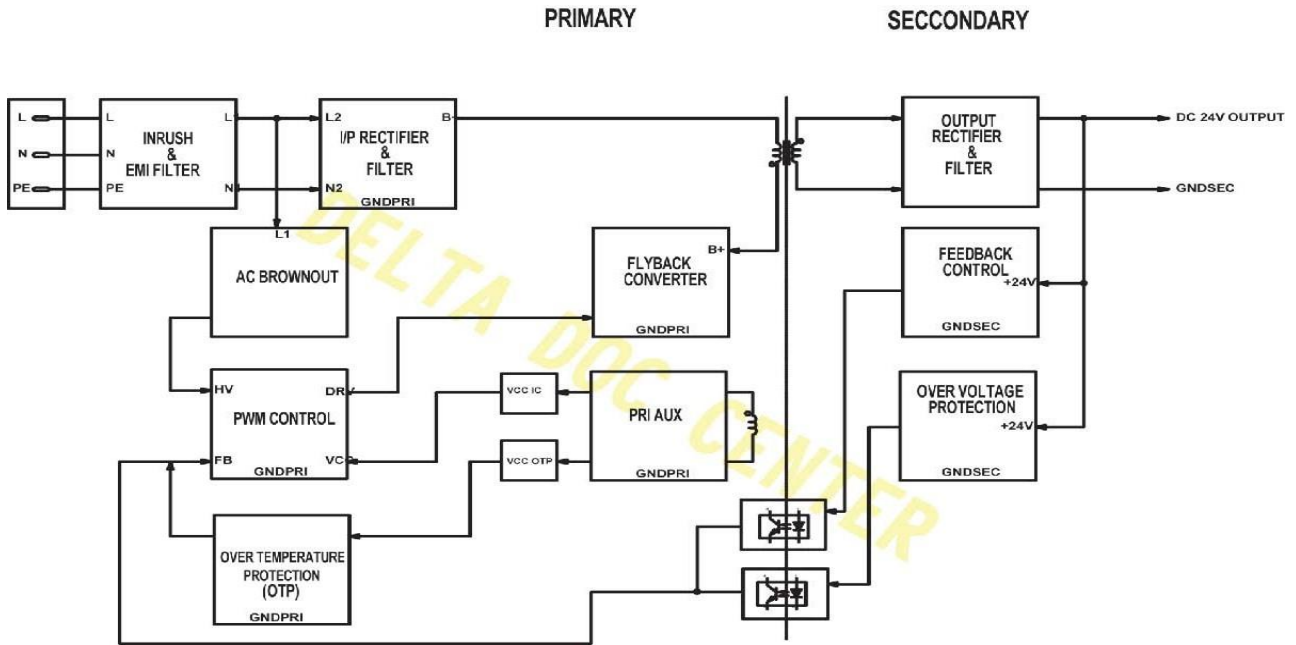 PRIMARY
SECCONDARY
L
N
PE
L
N
PE
INRUSH
&
EMI FILTER
L1
N1
L2
N2
I/P RECTIFIER
&
FILTER
GNDPRI
B+
OUTPUT
RECTIFIER
&
FILTER
DC 24V OUTPUT
GNDSEC
L1
AC BROWNOUT
B+
FLYBACK
CONVERTER
GNDPRI
FEEDBACK
CONTROL
+24V
GNDSEC
HV
DRV
PWM CONTROL
FB
VCC
GNDPRI
VCC IC
VCC OTP
PRI AUX
GNDPRI
OVER VOLTAGE
PROTECTION
+24V
GNDSEC
OVER TEMPERATURE
PROTECTION
(OTP)
GNDPRI
DELTA DOC CENTER